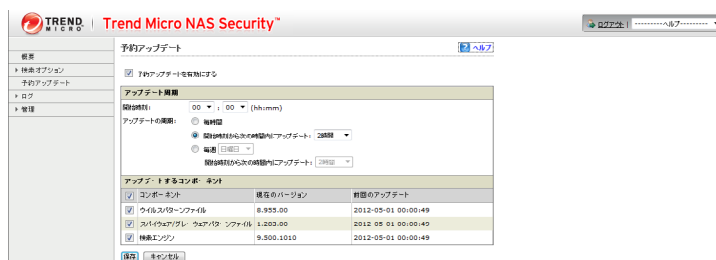 TREND MICRO Trend Micro NAS Security™
ログアウト | ---------ヘルプ---------
予約アップデート
ヘルプ
概要
▸ 検索オプション
予約アップデート
▸ ログ
▸ 管理
予約アップデートを有効にする
アップデート周期
開始時刻: 00 : 00 (hh:mm)
アップデートの周期: 毎時間
開始時刻から次の時間内にアップデート: 2時間
毎週 日曜日
開始時刻から次の時間内にアップデート: 2時間
アップデートするコンポーネント
コンポーネント 現在のバージョン 前回のアップデート
ウイルスパターンファイル 8.955.00 2012-05-01 00:00:49
スパイウェア/グレーウェアパターンファイル 1.283.00 2012-05-01 00:00:49
検索エンジン 9.500.1010 2012-05-01 00:00:49
保存 キャンセル